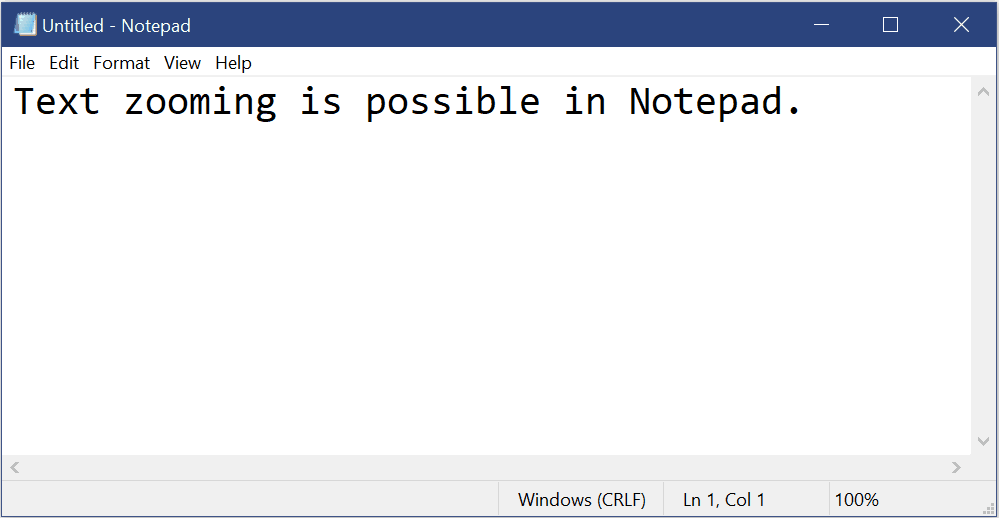 Untitled - Notepad
File Edit Format View Help
Text zooming is possible in Notepad.
Windows (CRLF) Ln 1, Col 1 100%